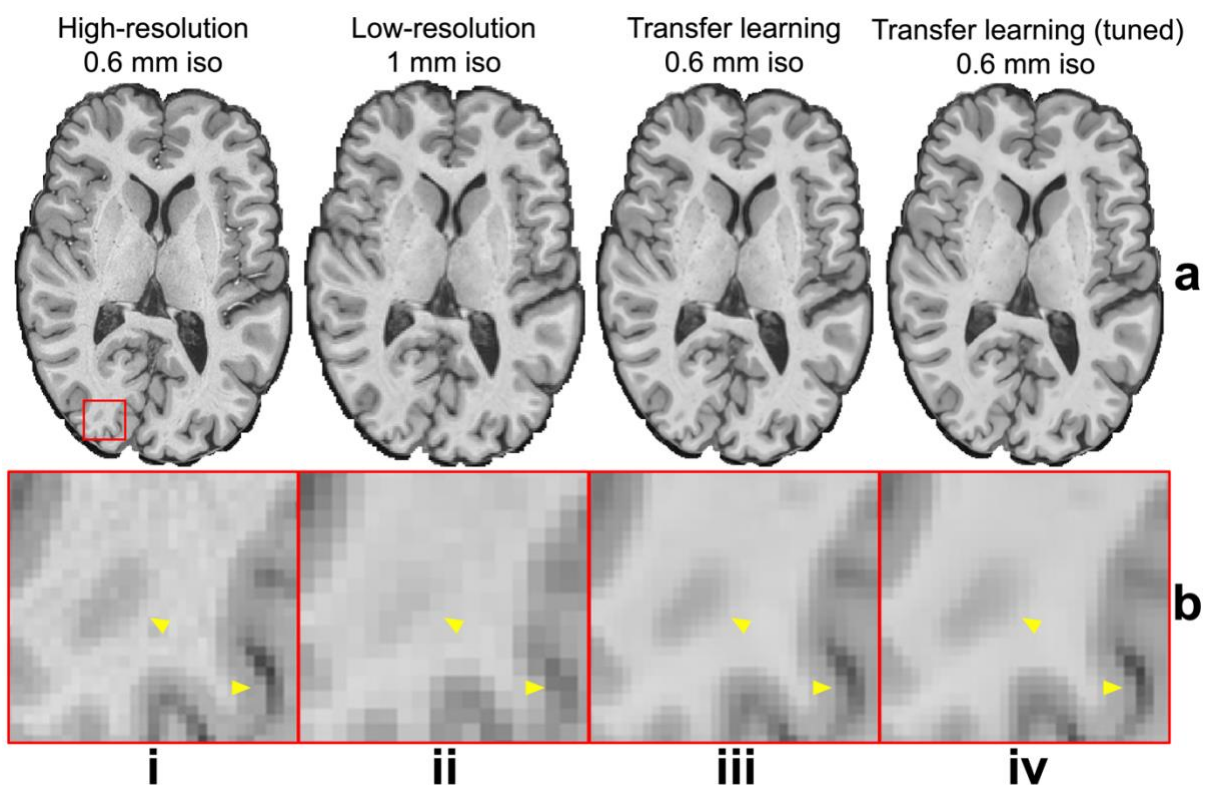 High-resolution
0.6 mm iso
Low-resolution
1 mm iso
Transfer learning
0.6 mm iso
Transfer learning (tuned)
0.6 mm iso
a
b
i
ii
iii
iv